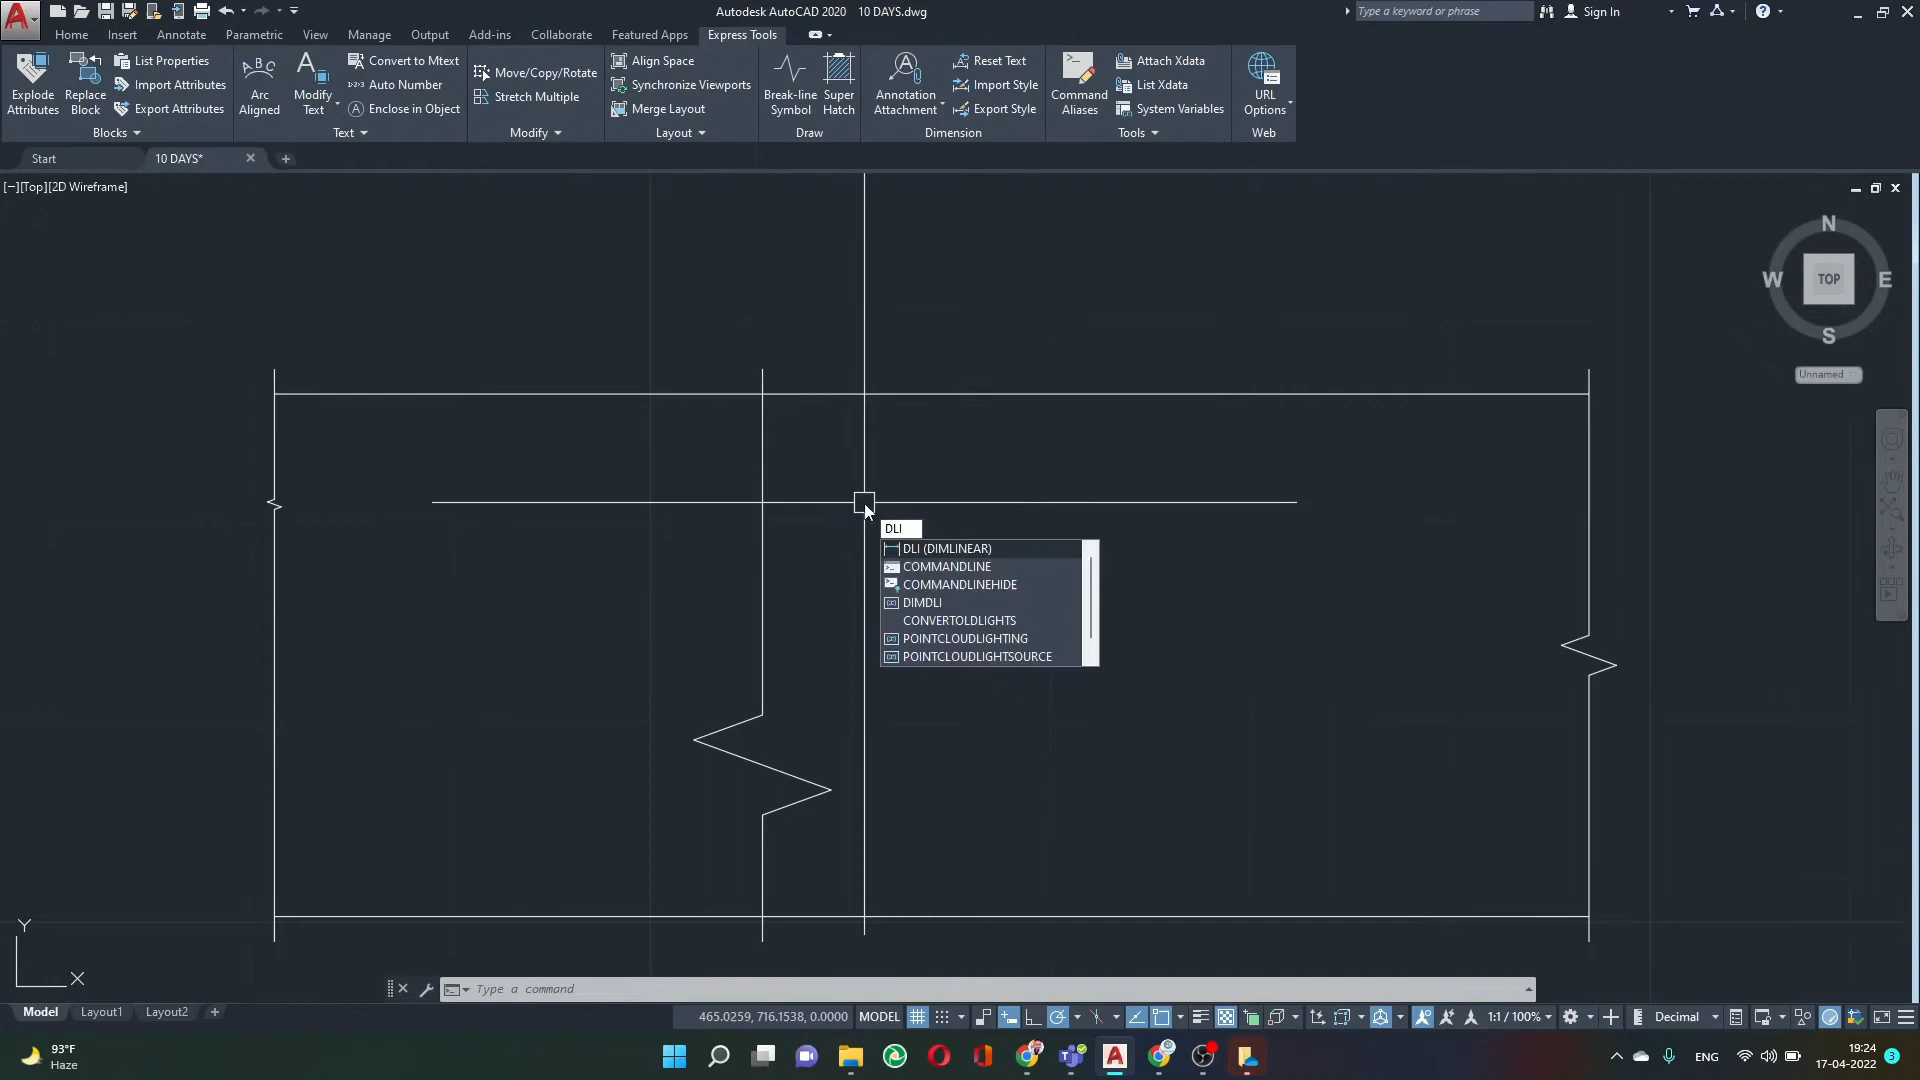 Autodesk AutoCAD 2020 10 DAYS.dwg
Type a keyword or phrase
Sign In
Home Insert Annotate Parametric View Manage Output Add-ins Collaborate Featured Apps Express Tools
Explode Attributes
Replace Block
List Properties
Import Attributes
Export Attributes
Blocks
ABC
Arc Aligned
Modify Text
Convert to Mtext
Auto Number
Enclose in Object
Text
Move/Copy/Rotate
Stretch Multiple
Modify
Align Space
Synchronize Viewports
Merge Layout
Layout
Break-line Symbol
Super Hatch
Draw
Annotation Attachment
Reset Text
Import Style
Export Style
Dimension
Command Aliases
Attach Xdata
List Xdata
System Variables
Tools
URL Options
Web
Start
10 DAYS*
[−][Top][2D Wireframe]
N
W TOP E
S
Unnamed
DLI
DLI (DIMLINEAR)
COMMANDLINE
COMMANDLINEHIDE
DIMDLI
CONVERTOLDLIGHTS
POINTCLOUDLIGHTING
POINTCLOUDLIGHTSOURCE
Y
X
Type a command
Model Layout1 Layout2
465.0259, 716.1538, 0.0000 MODEL 1:1 / 100% Decimal
93°F
Haze
ENG
19:24
17-04-2022
3